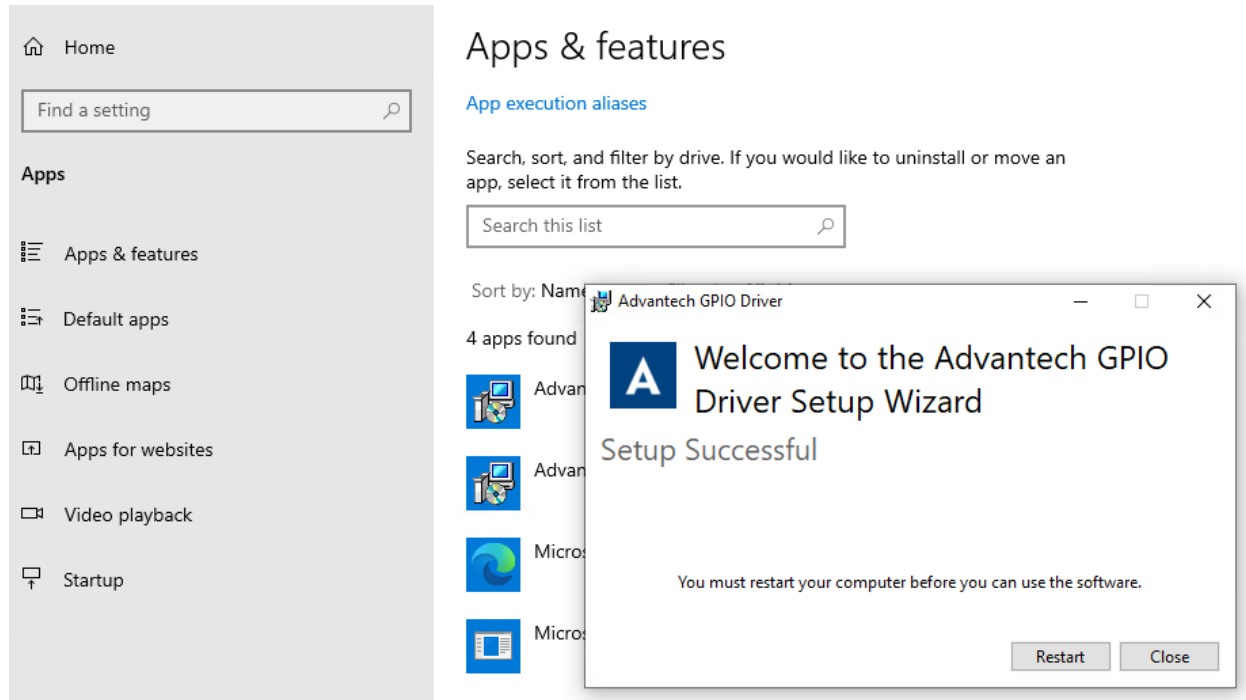 Home
Find a setting
Apps
Apps & features
Default apps
Offline maps
Apps for websites
Video playback
Startup
Apps & features
App execution aliases
Search, sort, and filter by drive. If you would like to uninstall or move an
app, select it from the list.
Search this list
Sort by: Name
4 apps found
Advan
Advan
Micros
Micros
Advantech GPIO Driver
A
Welcome to the Advantech GPIO
Driver Setup Wizard
Setup Successful
You must restart your computer before you can use the software.
Restart
Close